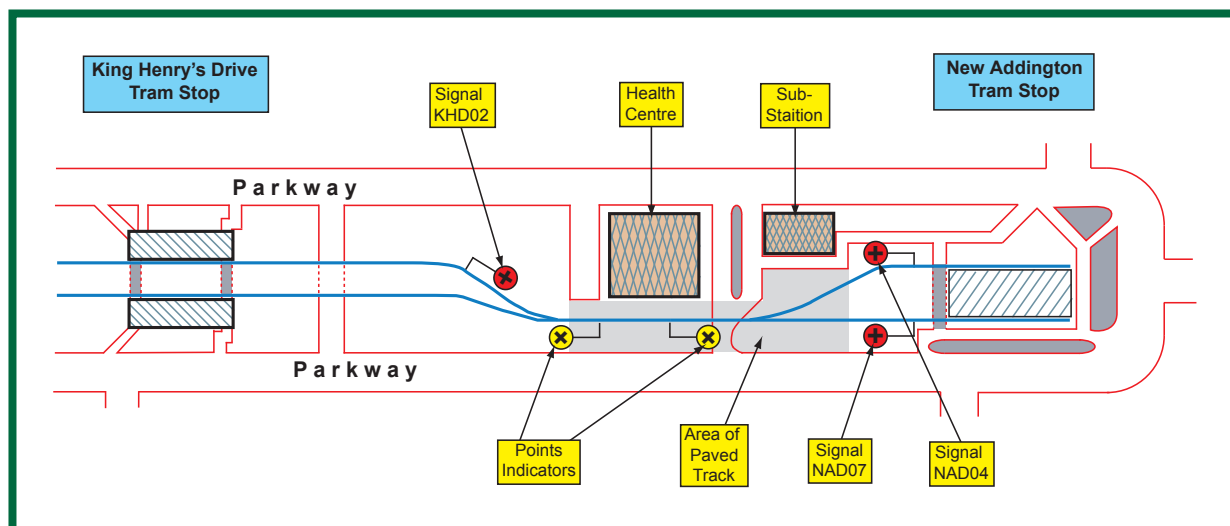 King Henry's Drive
Tram Stop
Signal
KHD02
Health
Centre
Sub-
Staition
New Addington
Tram Stop
Parkway
Parkway
Points
Indicators
Area of
Paved
Track
Signal
NAD07
Signal
NAD04